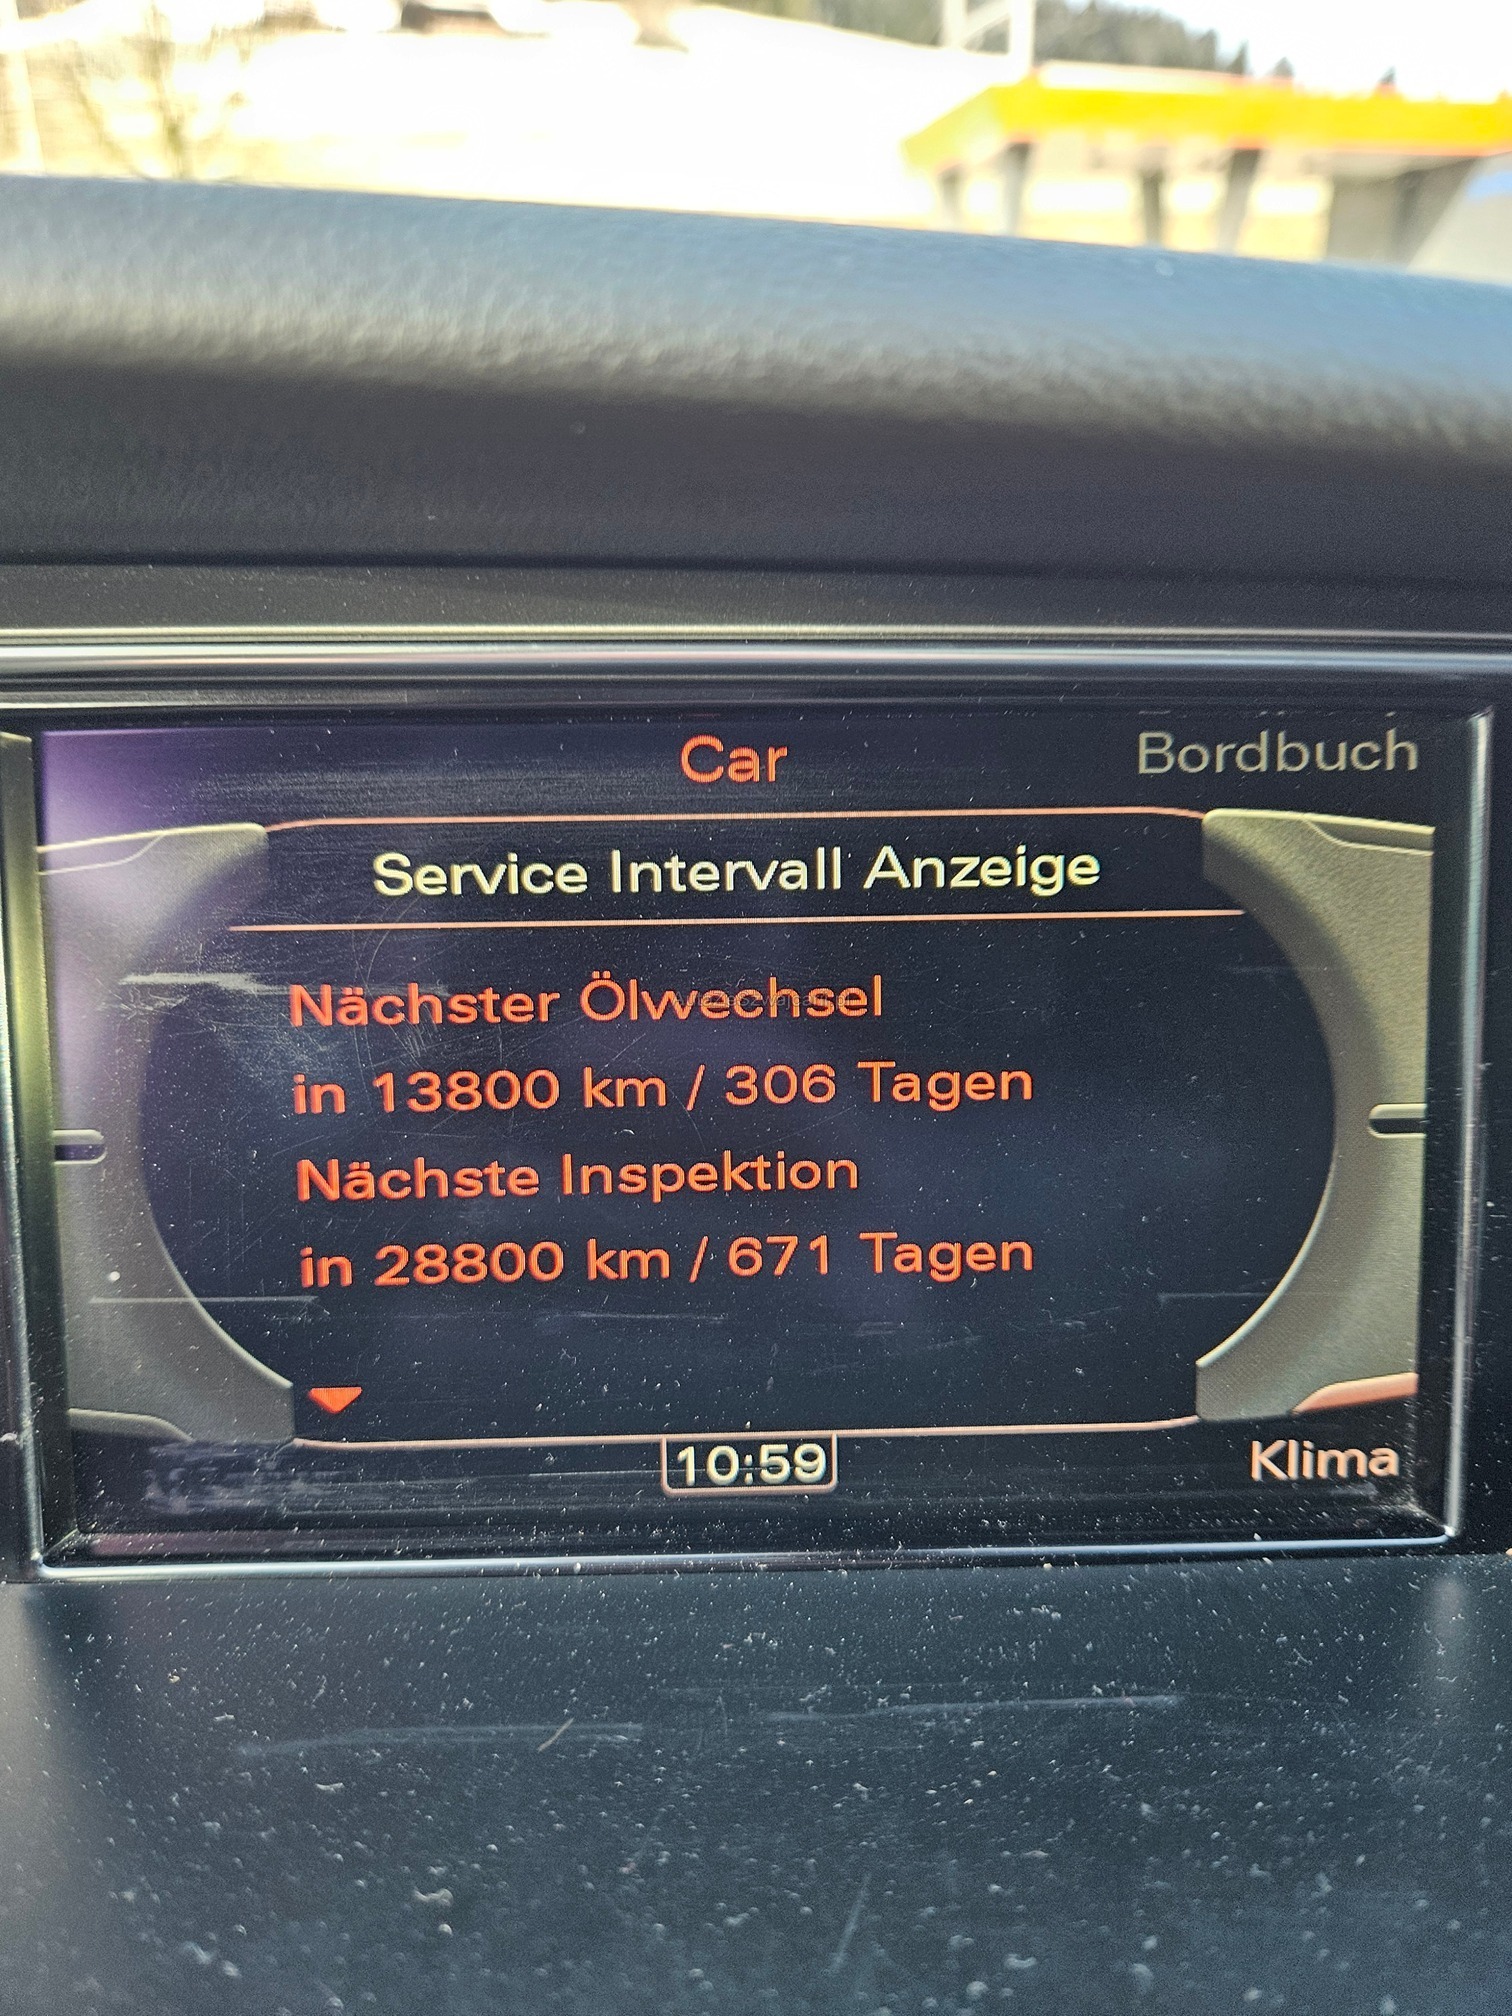 Car
Bordbuch
Service Intervall Anzeige
Nächster Ölwechsel
in 13800 km / 306 Tagen
Nächste Inspektion
in 28800 km / 671 Tagen
10:59
Klima